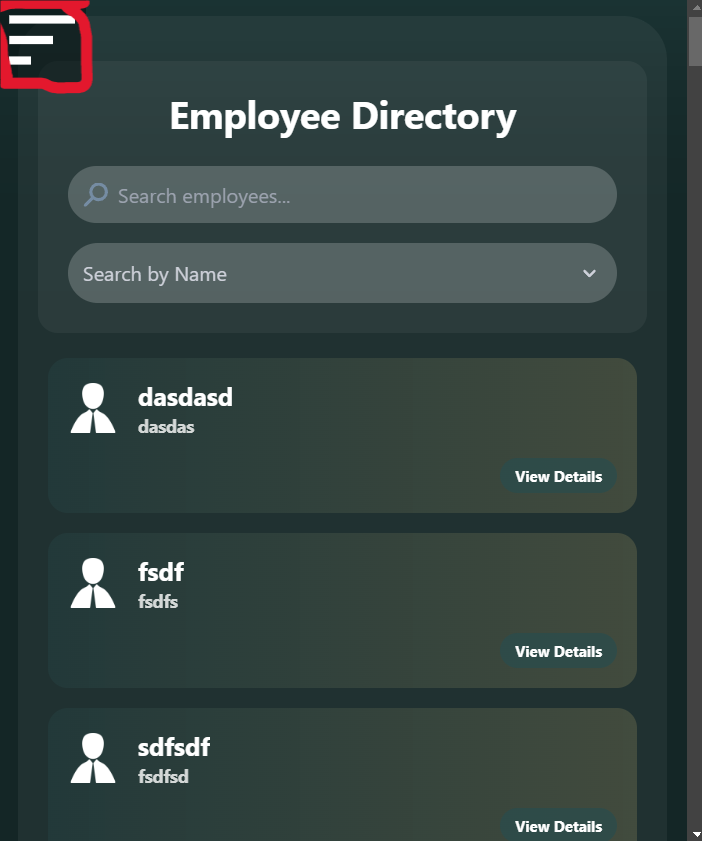 Employee Directory
Search employees...
Search by Name
dasdasd
dasdas
View Details
fsdf
fsdfs
View Details
sdfsdf
fsdfsd
View Details